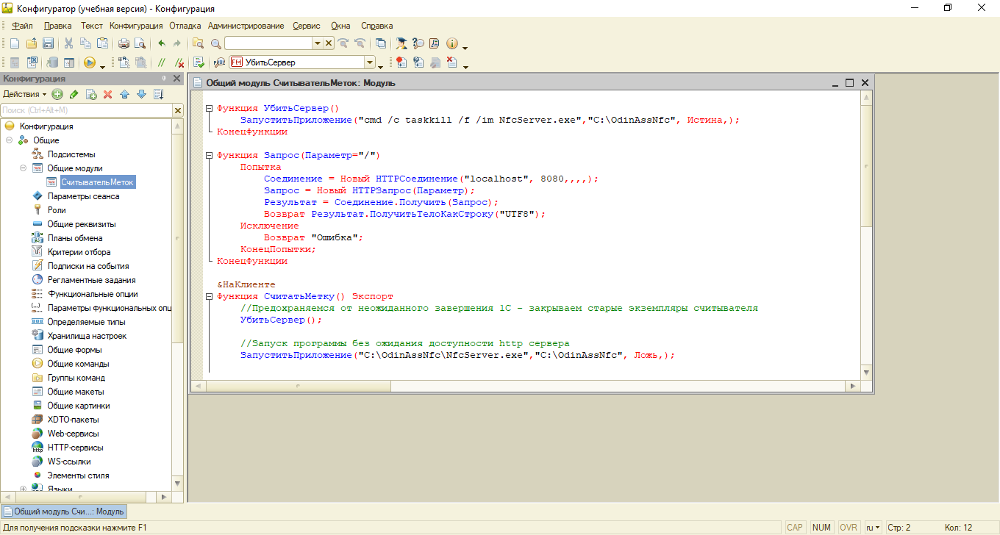 Конфигуратор (учебная версия) - Конфигурация
Файл Правка Текст Конфигурация Отладка Администрирование Сервис Окна Справка
УбитьСервер
Конфигурация
Действия
Поиск (Ctrl+Alt+M)
Конфигурация
Общие
Подсистемы
Общие модули
СчитывательМеток
Параметры сеанса
Роли
Общие реквизиты
Планы обмена
Критерии отбора
Подписки на события
Регламентные задания
Функциональные опции
Параметры функциональных опц
Определяемые типы
Хранилища настроек
Общие формы
Общие команды
Группы команд
Общие макеты
Общие картинки
XDTO-пакеты
Web-сервисы
HTTP-сервисы
WS-ссылки
Элементы стиля
Языки
Общий модуль СчитывательМеток: Модуль
Функция УбитьСервер()
ЗапуститьПриложение("cmd /c taskkill /f /im NfcServer.exe","C:\OdinAssNfc", Истина,);
КонецФункции
Функция Запрос(Параметр="/")
Попытка
Соединение = Новый HTTPСоединение("localhost", 8080,,,,);
Запрос = Новый HTTPЗапрос(Параметр);
Результат = Соединение.Получить(Запрос);
Возврат Результат.ПолучитьТелоКакСтроку("UTF8");
Исключение
Возврат "Ошибка";
КонецПопытки;
КонецФункции
&НаКлиенте
Функция СчитатьМетку() Экспорт
//Предохраняемся от неожиданного завершения 1С - закрываем старые экземпляры считывателя
УбитьСервер();
//Запуск программы без ожидания доступности http сервера
ЗапуститьПриложение("C:\OdinAssNfc\NfcServer.exe","C:\OdinAssNfc", Ложь,);
Общий модуль Счи...: Модуль
Для получения подсказки нажмите F1
CAP NUM OVR ru Стр: 2 Кол: 12